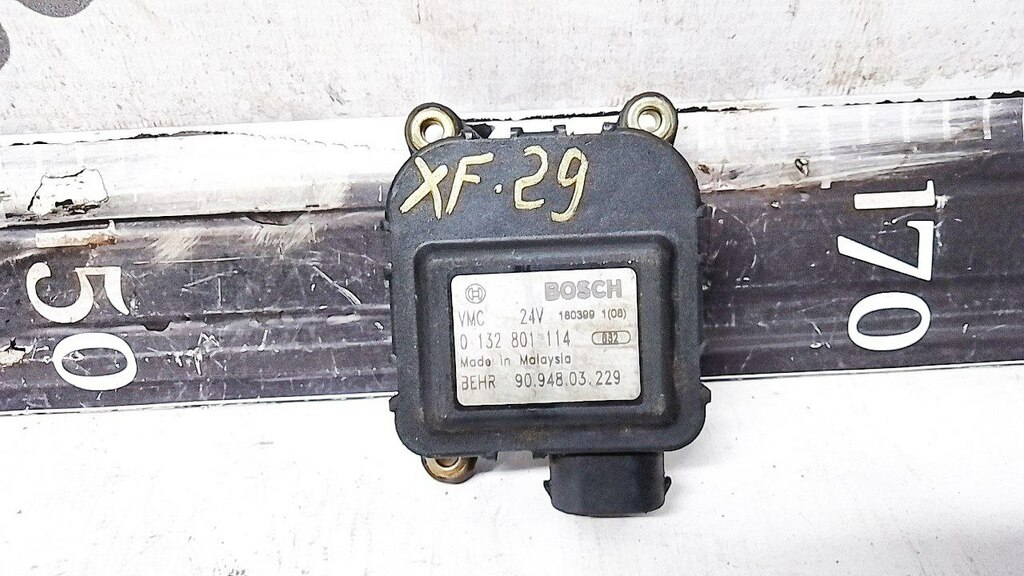 XF·29
BOSCH
VMC 24V 180399 1(08)
0 132 801 114 032
Made in Malaysia
BEHR 90.948.03.229
150
170